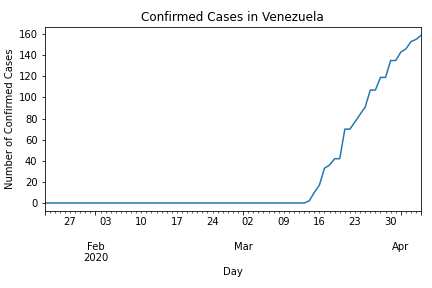 Confirmed Cases in Venezuela
160
140
120
100
80
60
40
20
0
Number of Confirmed Cases
27 03 10 17 24 02 09 16 23 30
Feb Mar Apr
2020
Day